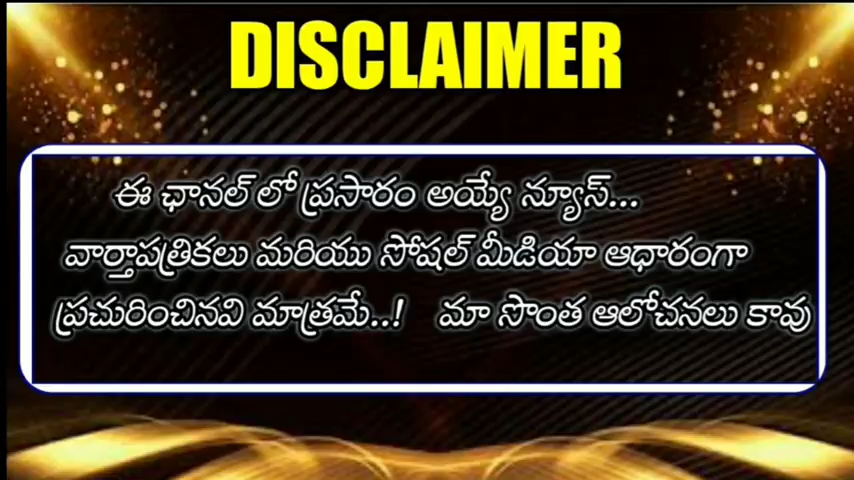 DISCLAIMER
ఈ ఛానల్ లో ప్రసారం అయ్యే న్యూస్...
వార్తాపత్రికలు మరియు సోషల్ మీడియా ఆధారంగా
ప్రచురించినవి మాత్రమే..! మా సొంత ఆలోచనలు కావు